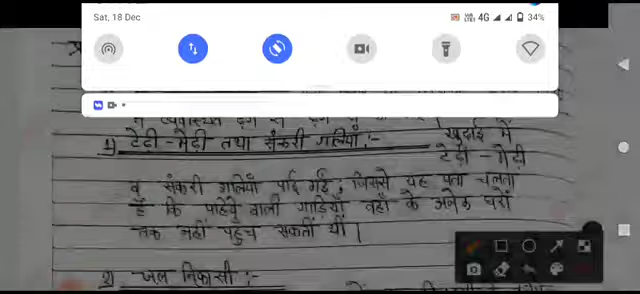 Sat, 18 Dec
4G 34%
1) टेढ़ी-मेढ़ी तथा संकरी गलियाँ :- खुदाई में
टेढ़ी-मेढ़ी
व संकरी गलियाँ पाई गई, जिससे यह पता चलता
है कि पहिये वाली गाड़ियाँ वहाँ के अनेक घरों
तक नहीं पहुच सकतीं थीं।
2) जल निकासी :-